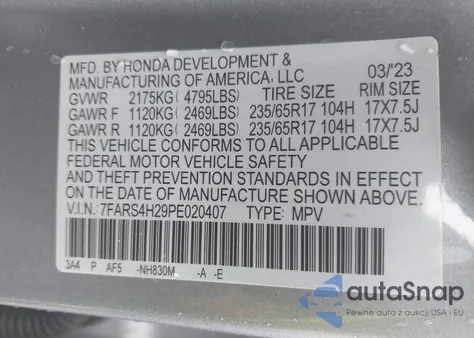 MFD. BY HONDA DEVELOPMENT &
MANUFACTURING OF AMERICA, LLC 03/'23
GVWR 2175KG ( 4795LBS) TIRE SIZE RIM SIZE
GAWR F 1120KG ( 2469LBS) 235/65R17 104H 17X7.5J
GAWR R 1120KG ( 2469LBS) 235/65R17 104H 17X7.5J
THIS VEHICLE CONFORMS TO ALL APPLICABLE
FEDERAL MOTOR VEHICLE SAFETY
AND THEFT PREVENTION STANDARDS IN EFFECT
ON THE DATE OF MANUFACTURE SHOWN ABOVE.
V.I.N.: 7FARS4H29PE020407 TYPE: MPV
3A4 P AF5 -NH830M -A -E
autoSnap
Pewne auta z aukcji USA - EU